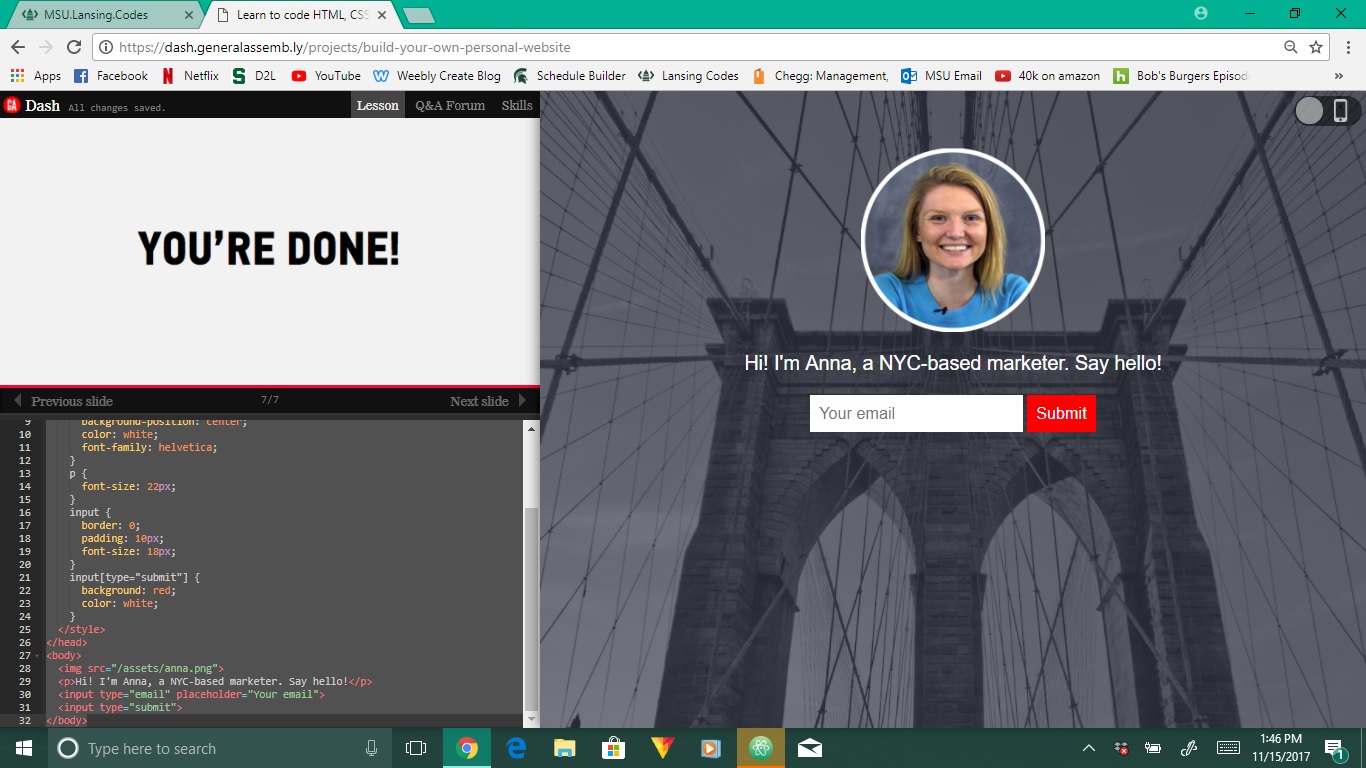 MSU.Lansing.Codes
Learn to code HTML, CSS
https://dash.generalassemb.ly/projects/build-your-own-personal-website
Apps Facebook Netflix D2L YouTube Weebly Create Blog Schedule Builder Lansing Codes Chegg: Management, MSU Email 40k on amazon Bob's Burgers Episod
GA Dash All changes saved. Lesson Q&A Forum Skills
YOU'RE DONE!
Previous slide 7/7 Next slide
9 background-position: center;
10 color: white;
11 font-family: helvetica;
12 }
13 p {
14 font-size: 22px;
15 }
16 input {
17 border: 0;
18 padding: 10px;
19 font-size: 18px;
20 }
21 input[type="submit"] {
22 background: red;
23 color: white;
24 }
25 </style>
26 </head>
27 <body>
28 <img src="/assets/anna.png">
29 <p>Hi! I'm Anna, a NYC-based marketer. Say hello!</p>
30 <input type="email" placeholder="Your email">
31 <input type="submit">
32 </body>
Hi! I'm Anna, a NYC-based marketer. Say hello!
Your email Submit
Type here to search
1:46 PM
11/15/2017
1